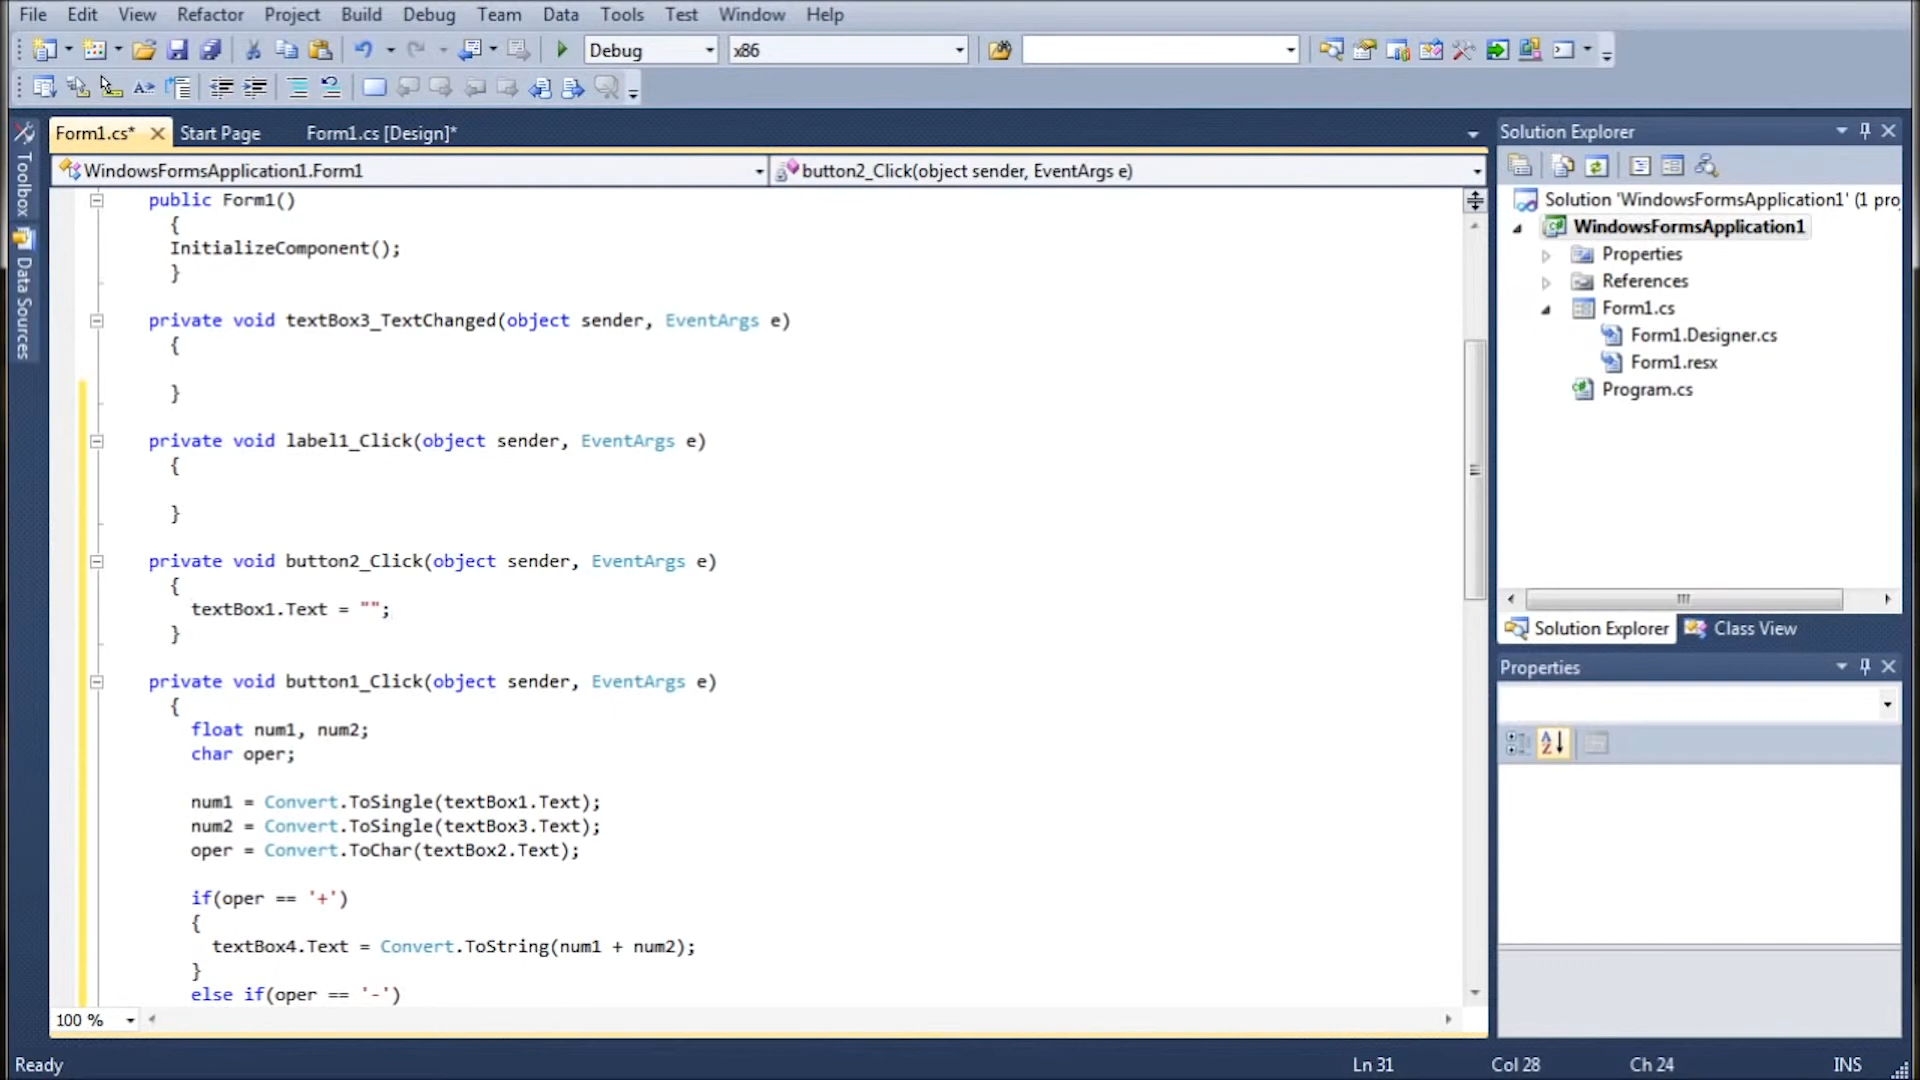 File Edit View Refactor Project Build Debug Team Data Tools Test Window Help
Debug x86
Form1.cs* Start Page Form1.cs [Design]*
WindowsFormsApplication1.Form1 button2_Click(object sender, EventArgs e)
Toolbox
Data Sources
public Form1()
{
InitializeComponent();
}
private void textBox3_TextChanged(object sender, EventArgs e)
{
}
private void label1_Click(object sender, EventArgs e)
{
}
private void button2_Click(object sender, EventArgs e)
{
textBox1.Text = "";
}
private void button1_Click(object sender, EventArgs e)
{
float num1, num2;
char oper;
num1 = Convert.ToSingle(textBox1.Text);
num2 = Convert.ToSingle(textBox3.Text);
oper = Convert.ToChar(textBox2.Text);
if(oper == '+')
{
textBox4.Text = Convert.ToString(num1 + num2);
}
else if(oper == '-')
100 %
Solution Explorer
Solution 'WindowsFormsApplication1' (1 pro
WindowsFormsApplication1
Properties
References
Form1.cs
Form1.Designer.cs
Form1.resx
Program.cs
Solution Explorer Class View
Properties
Ready Ln 31 Col 28 Ch 24 INS